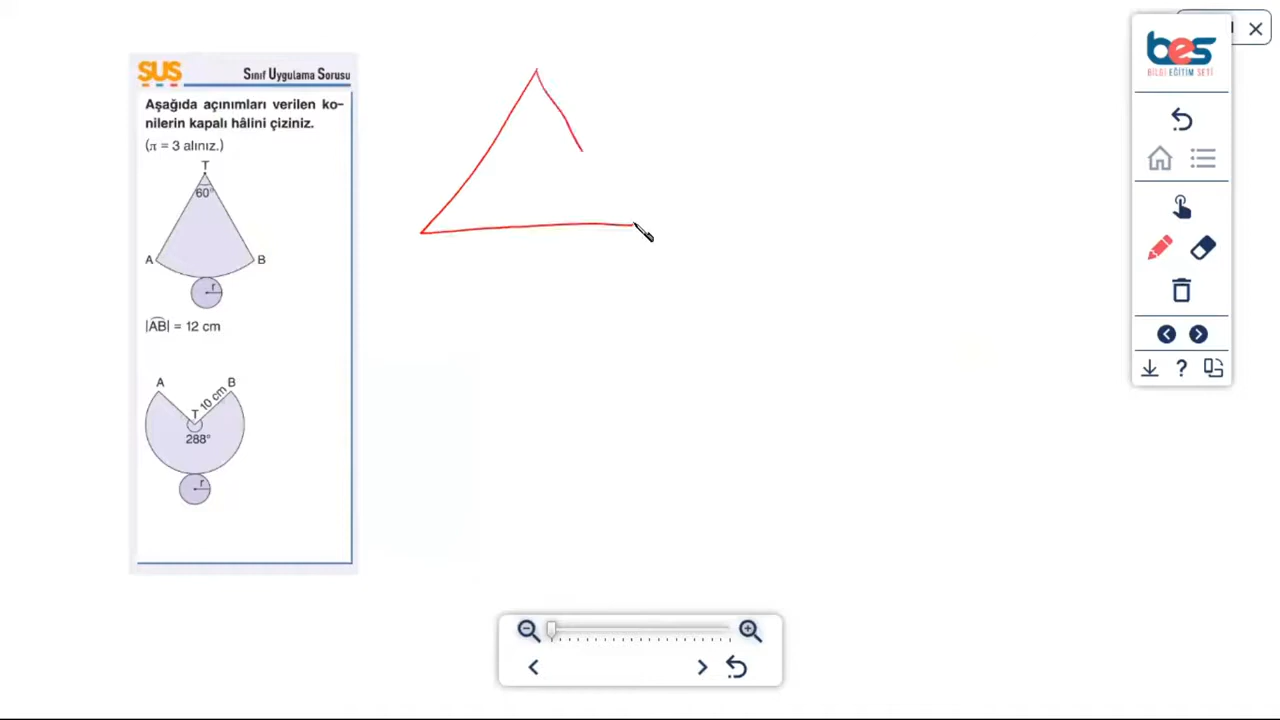 bes
BİLGİ EĞİTİM SETİ
SUS
Sınıf Uygulama Sorusu
Aşağıda açınımları verilen ko-
nilerin kapalı hâlini çiziniz.
(π = 3 alınız.)
T
60°
A
B
r
|AB| = 12 cm
A
B
10 cm
T
288°
r
?